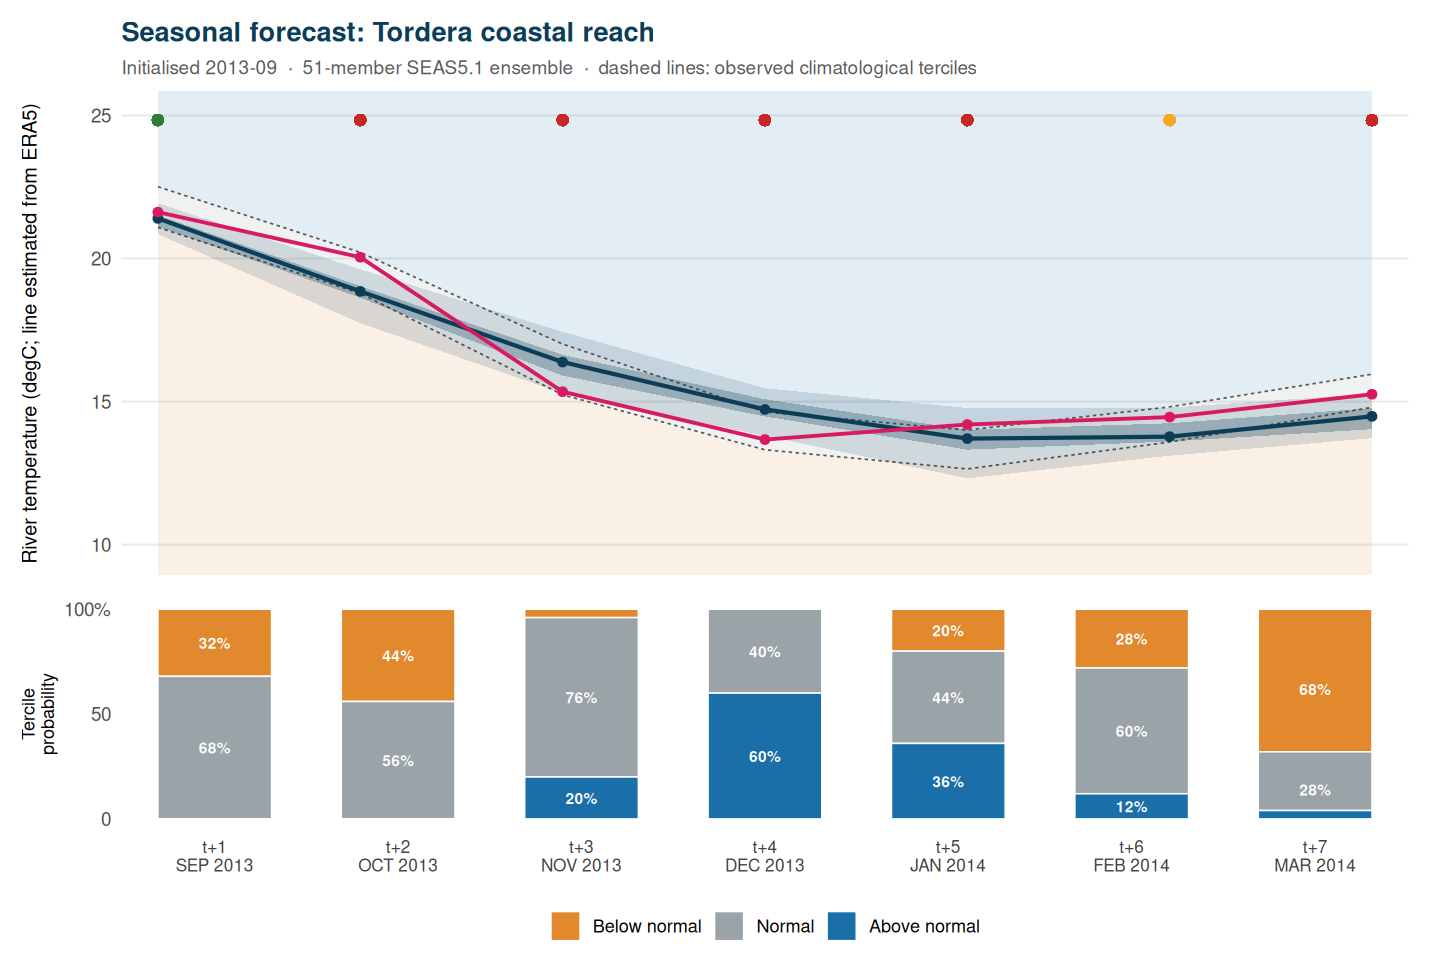 Seasonal forecast: Tordera coastal reach
Initialised 2013-09 · 51-member SEAS5.1 ensemble · dashed lines: observed climatological terciles
River temperature (degC; line estimated from ERA5)
25
20
15
10
Tercile
probability
100%
50
0
32%
68%
44%
56%
76%
20%
40%
60%
20%
44%
36%
28%
60%
12%
68%
28%
t+1
SEP 2013
t+2
OCT 2013
t+3
NOV 2013
t+4
DEC 2013
t+5
JAN 2014
t+6
FEB 2014
t+7
MAR 2014
Below normal
Normal
Above normal